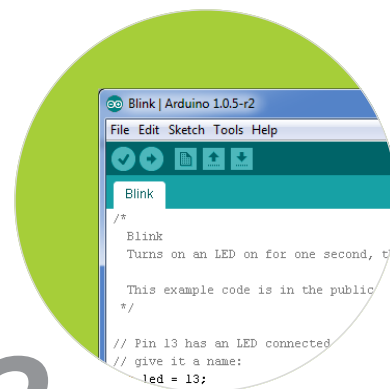 Blink | Arduino 1.0.5-r2
File Edit Sketch Tools Help
Blink
/*
Blink
Turns on an LED on for one second,
This example code is in the public
*/
// Pin 13 has an LED connected
// give it a name:
led = 13;